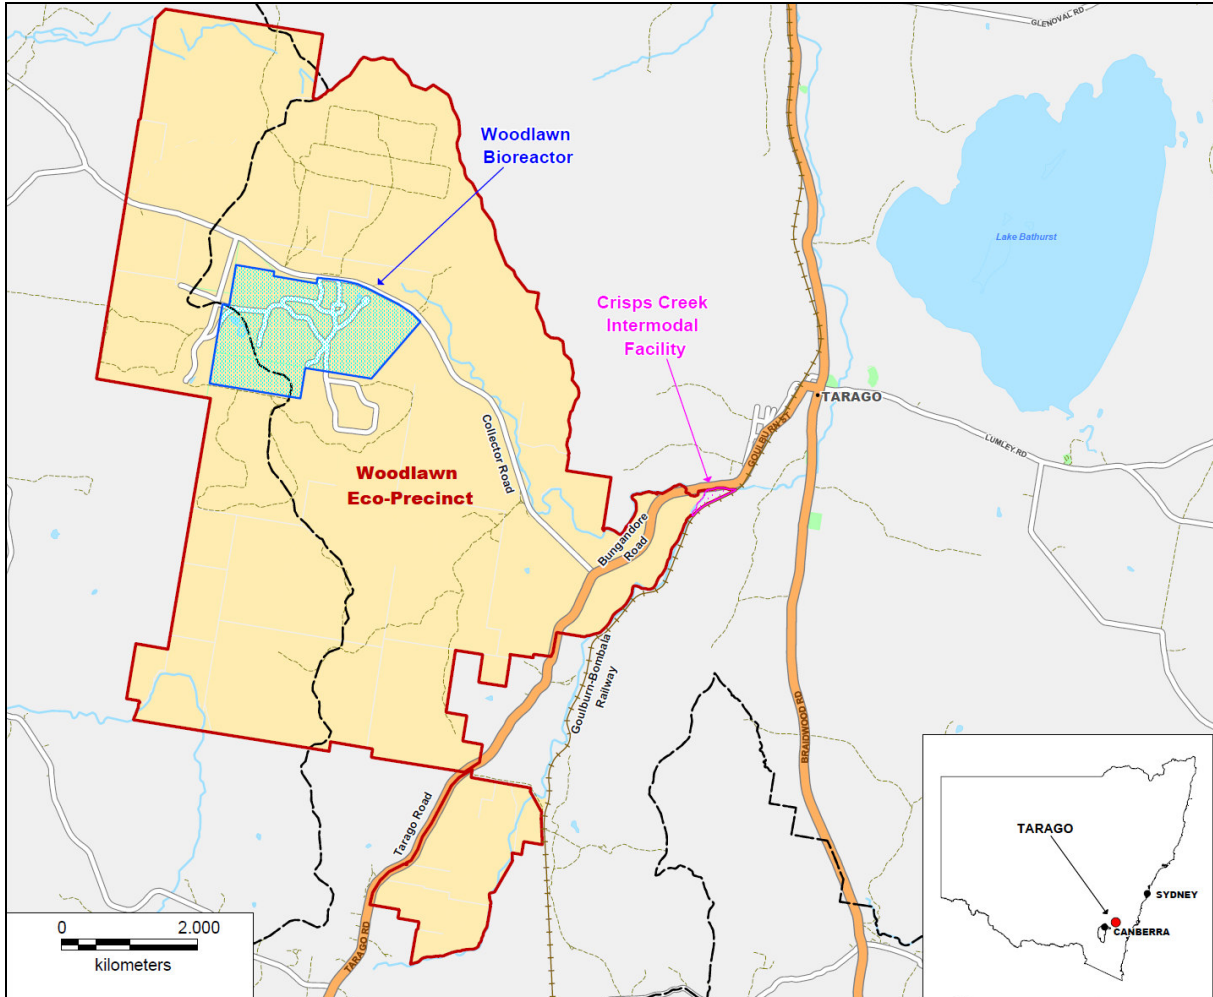 GLENOVAL RD
Woodlawn
Bioreactor
Lake Bathurst
Crisps Creek
Intermodal
Facility
TARAGO
GOULBURN ST
LUMLEY RD
Collector Road
Woodlawn
Eco-Precinct
Bungandore
Road
Goulburn-Bombala
Railway
BRAIDWOOD RD
Tarago Road
TARAGO RD
0 2.000
kilometers
TARAGO
SYDNEY
CANBERRA